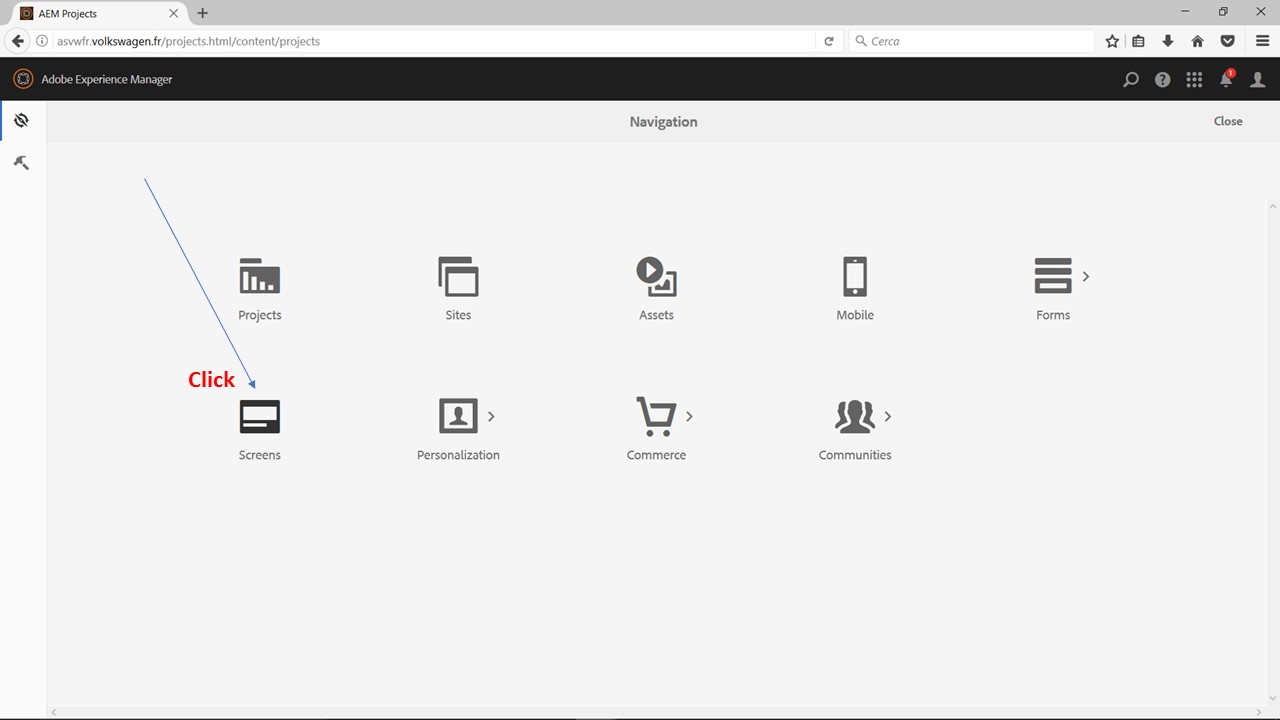 AEM Projects
asvwfr.volkswagen.fr/projects.html/content/projects
Cerca
Adobe Experience Manager
1
Navigation
Close
Projects
Sites
Assets
Mobile
Forms
Click
Screens
Personalization
Commerce
Communities